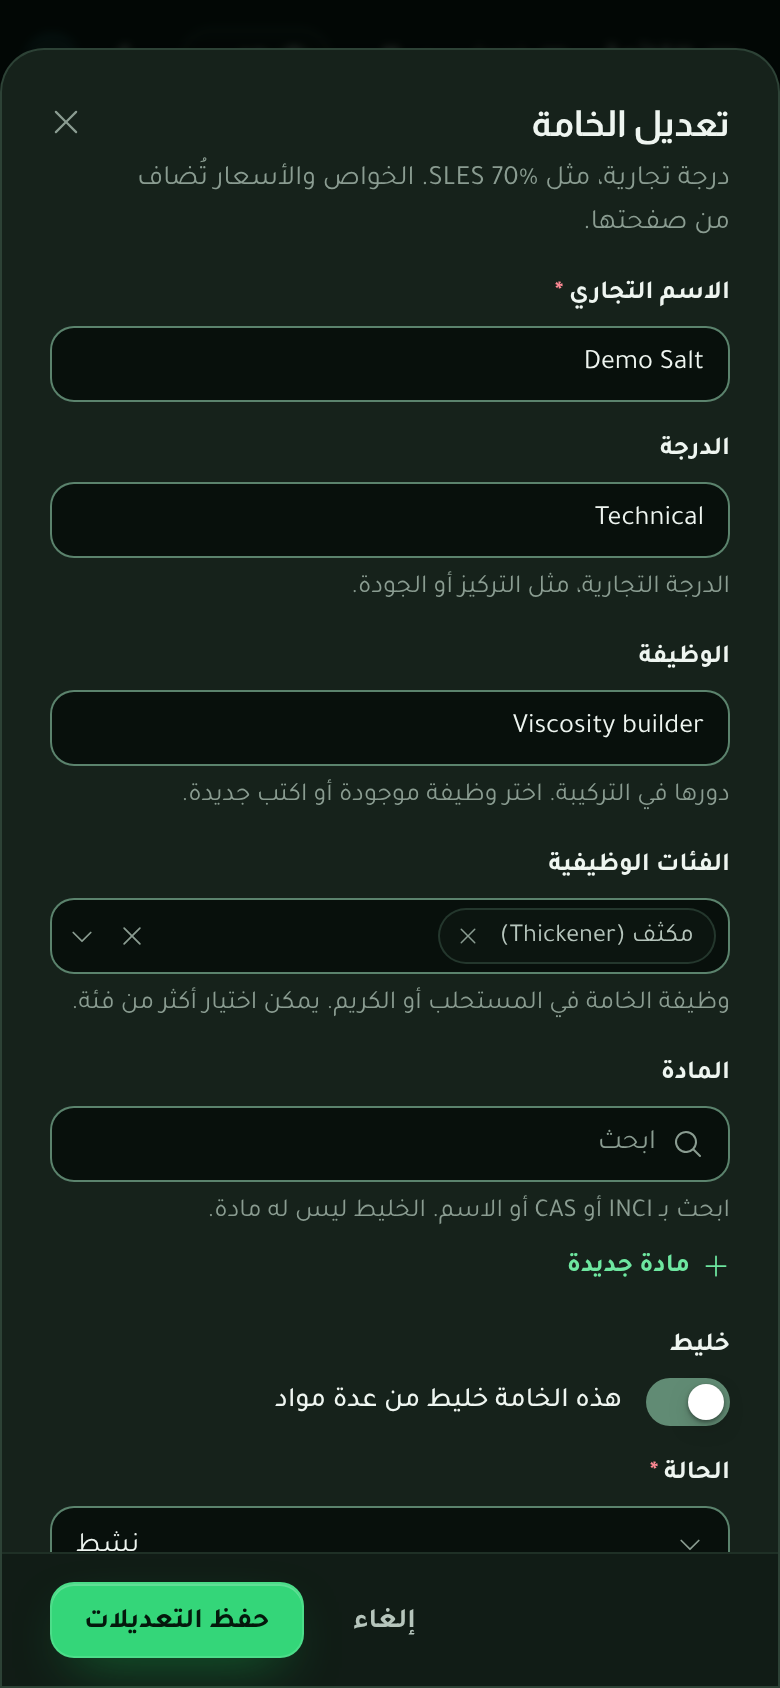 تعديل الخامة
درجة تجارية، مثل SLES 70%. الخواص والأسعار تُضاف
من صفحتها.
الاسم التجاري *
Demo Salt
الدرجة
Technical
الدرجة التجارية، مثل التركيز أو الجودة.
الوظيفة
Viscosity builder
دورها في التركيبة. اختر وظيفة موجودة أو اكتب جديدة.
الفئات الوظيفية
مكثف (Thickener)
وظيفة الخامة في المستحلب أو الكريم. يمكن اختيار أكثر من فئة.
المادة
ابحث
ابحث بـ INCI أو CAS أو الاسم. الخليط ليس له مادة.
مادة جديدة
خليط
هذه الخامة خليط من عدة مواد
الحالة *
نشط
إلغاء
حفظ التعديلات